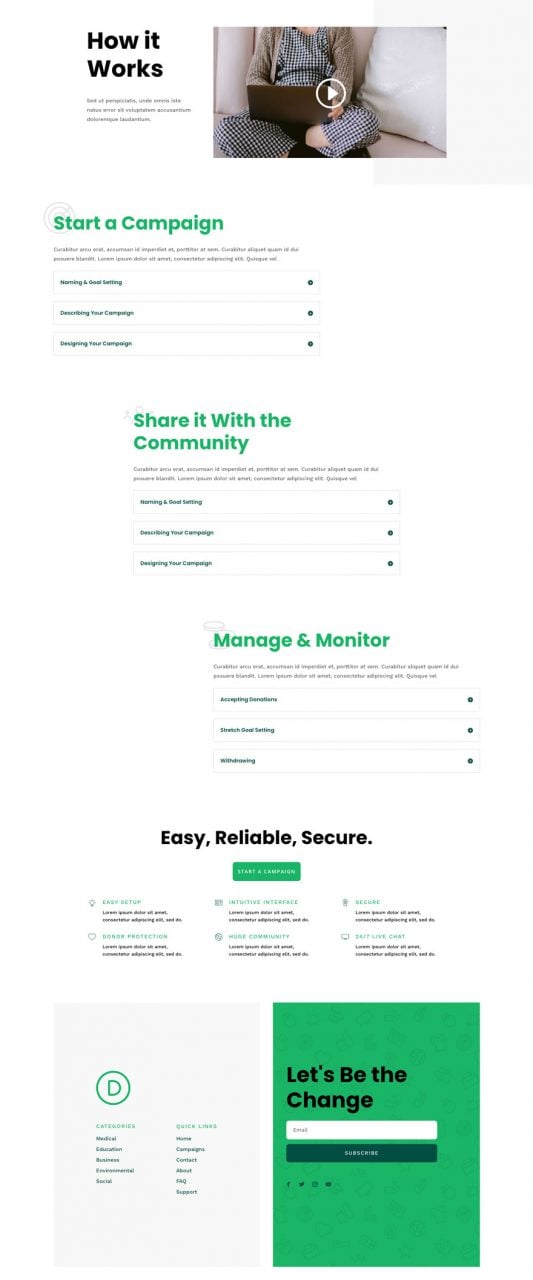 How it
Works
Sed ut perspiciatis, unde omnis iste
natus error sit voluptatem accusantium
doloremque laudantium.
Start a Campaign
Curabitur arcu erat, accumsan id imperdiet et, porttitor at sem. Curabitur aliquet quam id dui
posuere blandit. Lorem ipsum dolor sit amet, consectetur adipiscing elit. Quisque vel
Naming & Goal Setting
Describing Your Campaign
Designing Your Campaign
Share it With the
Community
Curabitur arcu erat, accumsan id imperdiet et, porttitor at sem. Curabitur aliquet quam id dui
posuere blandit. Lorem ipsum dolor sit amet, consectetur adipiscing elit. Quisque vel
Naming & Goal Setting
Describing Your Campaign
Designing Your Campaign
Manage & Monitor
Curabitur arcu erat, accumsan id imperdiet et, porttitor at sem. Curabitur aliquet quam id dui
posuere blandit. Lorem ipsum dolor sit amet, consectetur adipiscing elit. Quisque vel
Accepting Donations
Stretch Goal Setting
Withdrawing
Easy, Reliable, Secure.
START A CAMPAIGN
EASY SETUP
Lorem ipsum dolor sit amet,
consectetur adipiscing elit, sed do.
INTUITIVE INTERFACE
Lorem ipsum dolor sit amet,
consectetur adipiscing elit, sed do.
SECURE
Lorem ipsum dolor sit amet,
consectetur adipiscing elit, sed do.
DONOR PROTECTION
Lorem ipsum dolor sit amet,
consectetur adipiscing elit, sed do.
HUGE COMMIUNITY
Lorem ipsum dolor sit amet,
consectetur adipiscing elit, sed do.
24/7 LIVE CHAT
Lorem ipsum dolor sit amet,
consectetur adipiscing elit, sed do.
D
CATEGORIES
Medical
Education
Business
Environmental
Social
QUICK LINKS
Home
Campaigns
Contact
About
FAQ
Support
Let's Be the
Change
Email
SUBSCRIBE